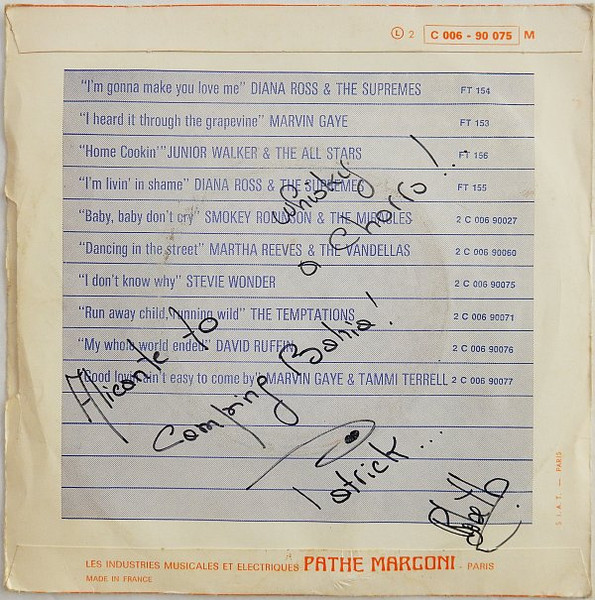 Ⓛ 2 C 006 - 90 075 M
"I'm gonna make you love me" DIANA ROSS & THE SUPREMES FT 154
"I heard it through the grapevine" MARVIN GAYE FT 153
"Home Cookin'" JUNIOR WALKER & THE ALL STARS FT 156
"I'm livin' in shame" DIANA ROSS & THE SUPREMES FT 155
"Baby, baby don't cry" SMOKEY ROBINSON & THE MIRACLES 2 C 006 90027
"Dancing in the street" MARTHA REEVES & THE VANDELLAS 2 C 006 90060
"I don't know why" STEVIE WONDER 2 C 006 90075
"Run away child, running wild" THE TEMPTATIONS 2 C 006 90071
"My whole world ended" DAVID RUFFIN 2 C 006 90076
"Good lovin' ain't easy to come by" MARVIN GAYE & TAMMI TERRELL 2 C 006 90077
Whisky
a Chorro!..
Alicante to
Camping Bahia!
Patrick...
S.L.A.T. — PARIS
LES INDUSTRIES MUSICALES ET ELECTRIQUES PATHE MARCONI - PARIS
MADE IN FRANCE